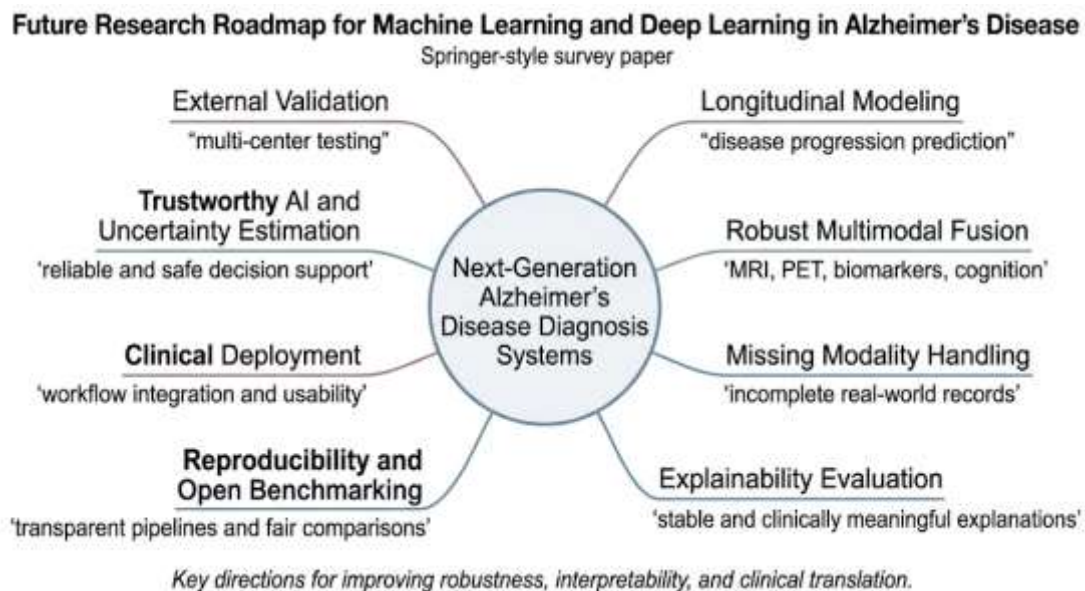 Future Research Roadmap for Machine Learning and Deep Learning in Alzheimer's Disease
Springer-style survey paper
External Validation
"multi-center testing"
Trustworthy AI and
Uncertainty Estimation
'reliable and safe decision support'
Clinical Deployment
'workflow integration and usability'
Reproducibility and
Open Benchmarking
'transparent pipelines and fair comparisons'
Next-Generation
Alzheimer's
Disease Diagnosis
Systems
Longitudinal Modeling
"disease progression prediction"
Robust Multimodal Fusion
'MRI, PET, biomarkers, cognition'
Missing Modality Handling
'incomplete real-world records'
Explainability Evaluation
'stable and clinically meaningful explanations'
Key directions for improving robustness, interpretability, and clinical translation.